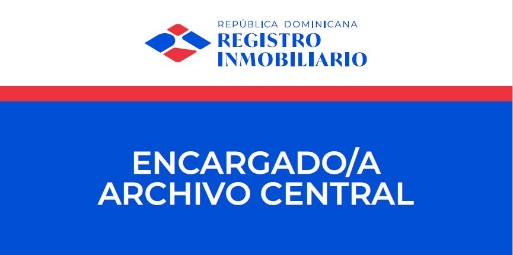 REPÚBLICA DOMINICANA
REGISTRO
INMOBILIARIO
ENCARGADO/A
ARCHIVO CENTRAL